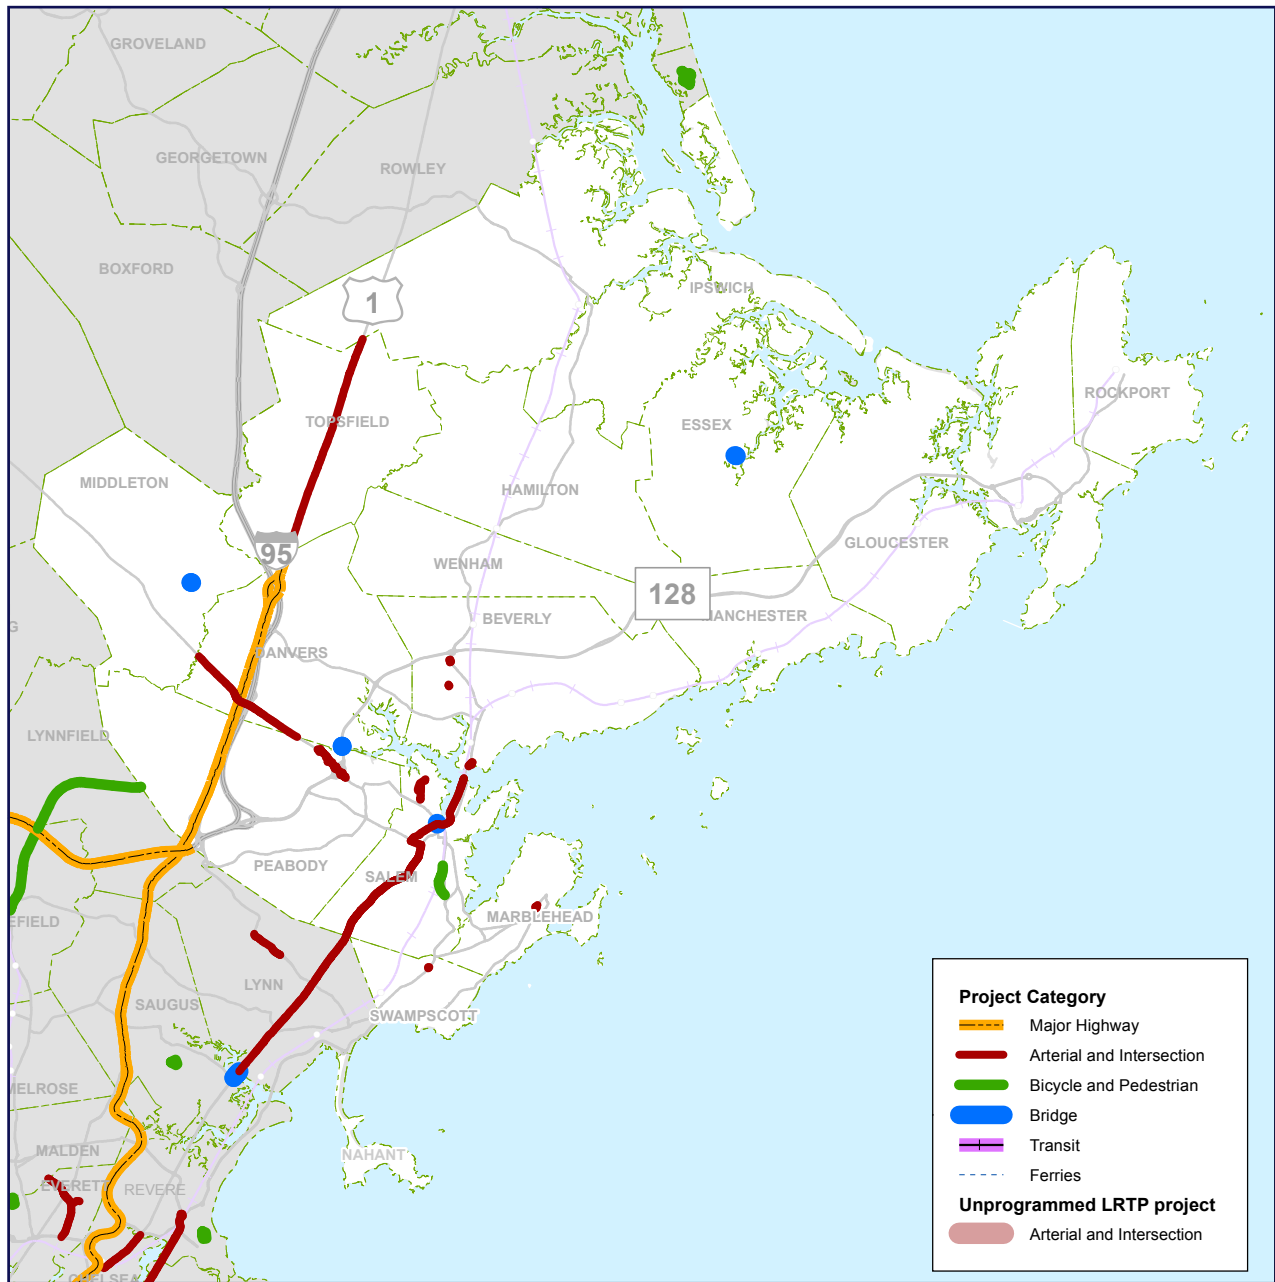 GROVELAND
GEORGETOWN
ROWLEY
BOXFORD
IPSWICH
1
ROCKPORT
TOPSFIELD
ESSEX
MIDDLETON
HAMILTON
GLOUCESTER
95
WENHAM
128
MANCHESTER
BEVERLY
G
DANVERS
LYNNFIELD
PEABODY
SALEM
MARBLEHEAD
EFIELD
LYNN
SAUGUS
SWAMPSCOTT
MELROSE
MALDEN
NAHANT
EVERETT
REVERE
CHELSEA
Project Category
Major Highway
Arterial and Intersection
Bicycle and Pedestrian
Bridge
Transit
Ferries
Unprogrammed LRTP project
Arterial and Intersection